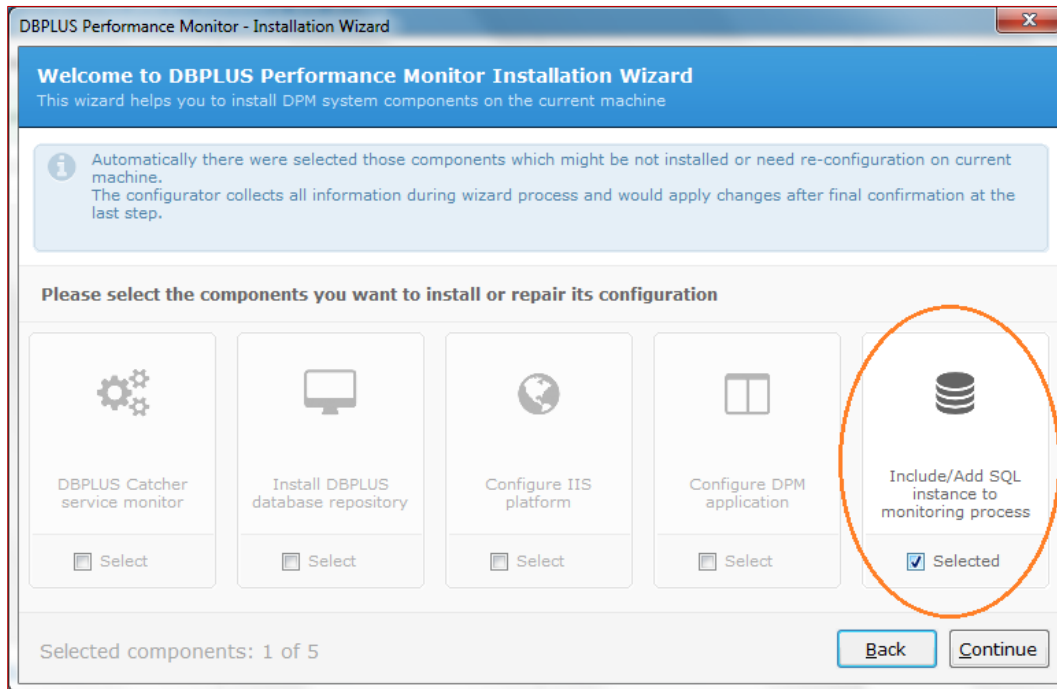 DBPLUS Performance Monitor - Installation Wizard
Welcome to DBPLUS Performance Monitor Installation Wizard
This wizard helps you to install DPM system components on the current machine
Automatically there were selected those components which might be not installed or need re-configuration on current
machine.
The configurator collects all information during wizard process and would apply changes after final confirmation at the
last step.
Please select the components you want to install or repair its configuration
DBPLUS Catcher
service monitor
Select
Install DBPLUS
database repository
Select
Configure IIS
platform
Select
Configure DPM
application
Select
Include/Add SQL
instance to
monitoring process
Selected
Selected components: 1 of 5
Back
Continue